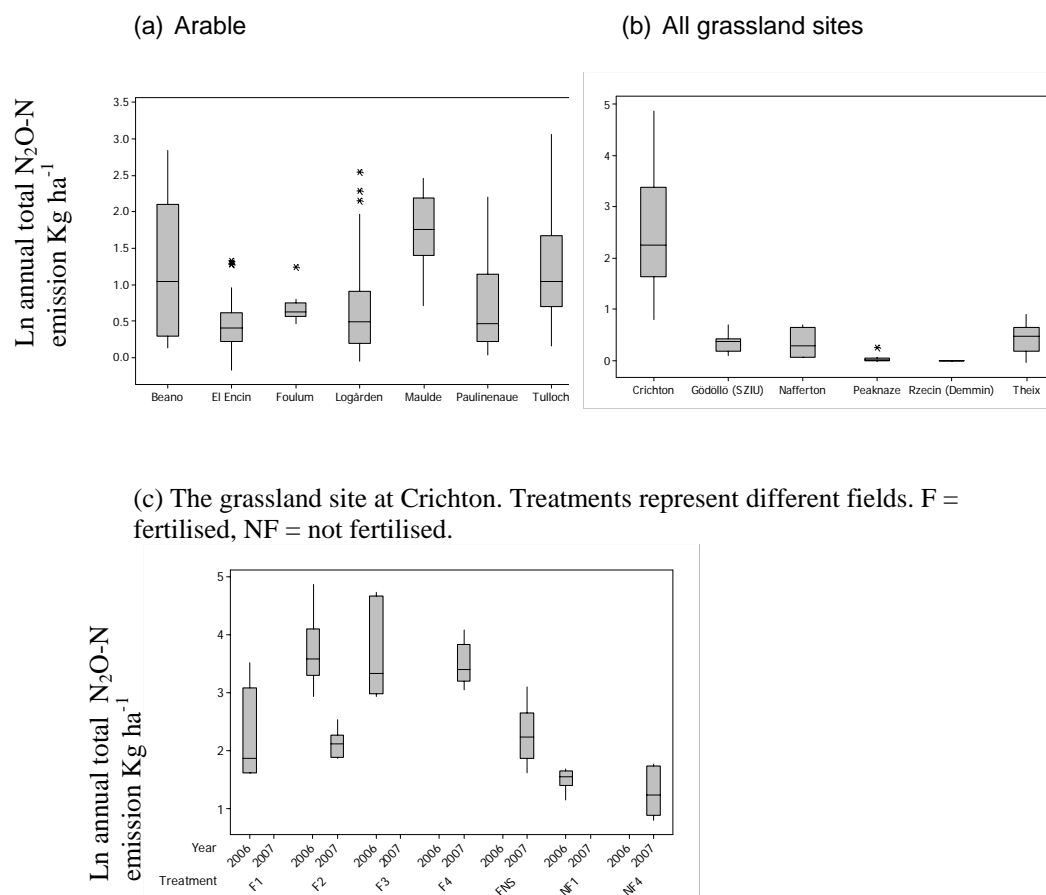 (a) Arable
(b) All grassland sites
Ln annual total N₂O-N
emission Kg ha⁻¹
3.5
3.0
2.5
2.0
1.5
1.0
0.5
0.0
Beano El Encin Foulum Logården Maulde Paulinenaue Tulloch
5
4
3
2
1
0
Crichton Gödöllö (SZIU) Nafferton Peaknaze Rzecin (Demmin) Theix
(c) The grassland site at Crichton. Treatments represent different fields. F =
fertilised, NF = not fertilised.
Ln annual total N₂O-N
emission Kg ha⁻¹
5
4
3
2
1
Year 2006 2007 2006 2007 2006 2007 2006 2007 2006 2007 2006 2007 2006 2007
Treatment F1 F2 F3 F4 FNS NF1 NF4